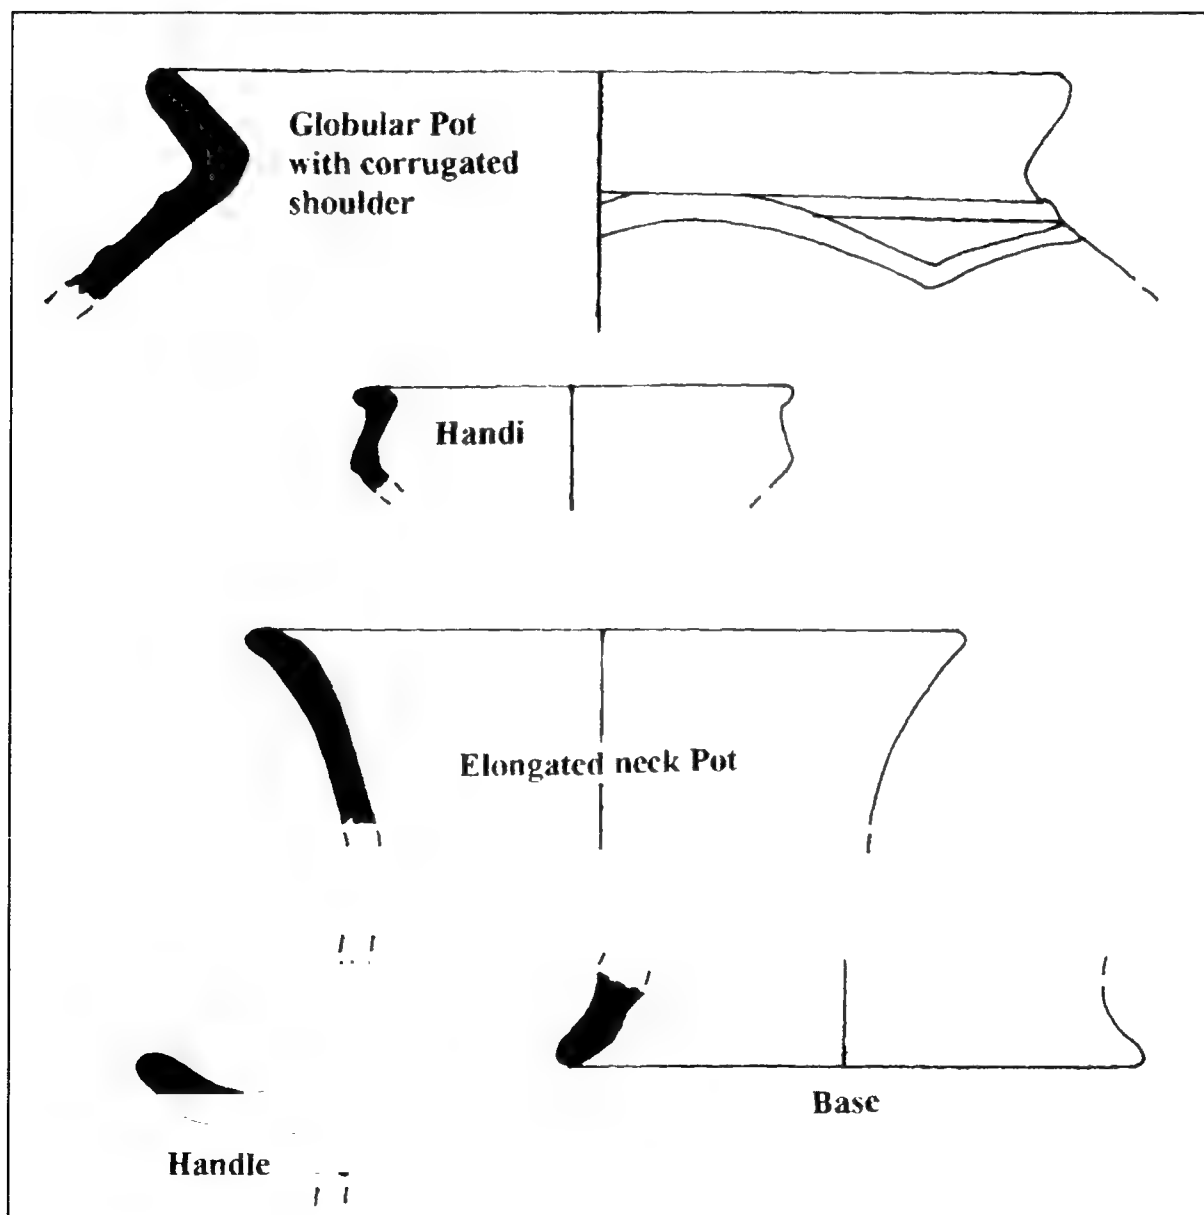 Globular Pot
with corrugated
shoulder
Handi
Elongated neck Pot
Base
Handle